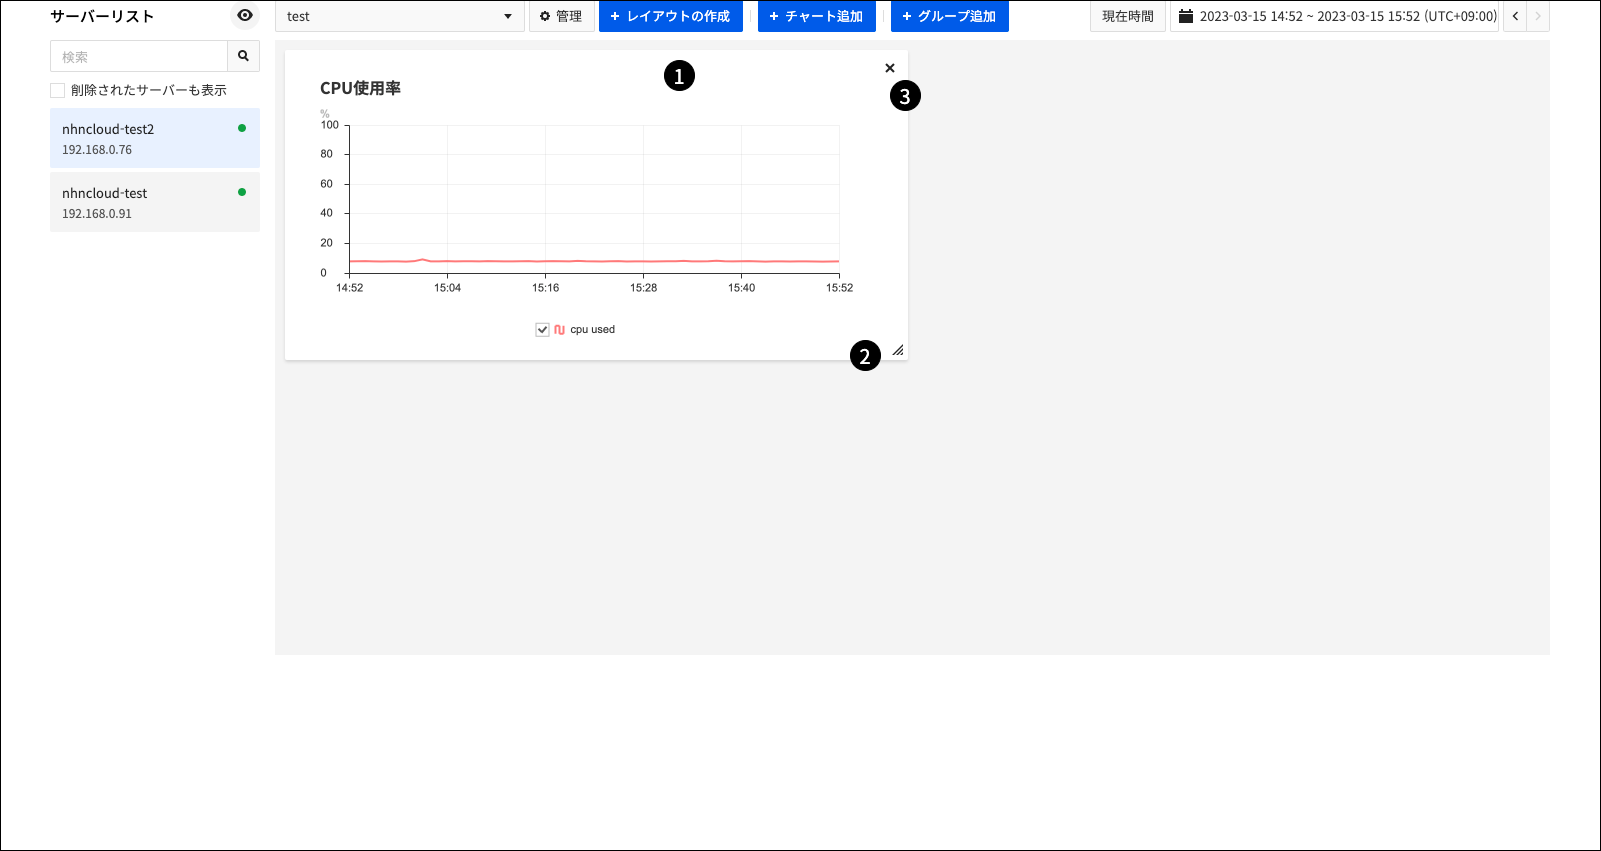 サーバーリスト
test
管理
+ レイアウトの作成
+ チャート追加
+ グループ追加
現在時間
2023-03-15 14:52 ~ 2023-03-15 15:52 (UTC+09:00)
検索
削除されたサーバーも表示
nhncloud-test2
192.168.0.76
nhncloud-test
192.168.0.91
1
3
CPU使用率
%
100
80
60
40
20
0
14:52 15:04 15:16 15:28 15:40 15:52
cpu used
2